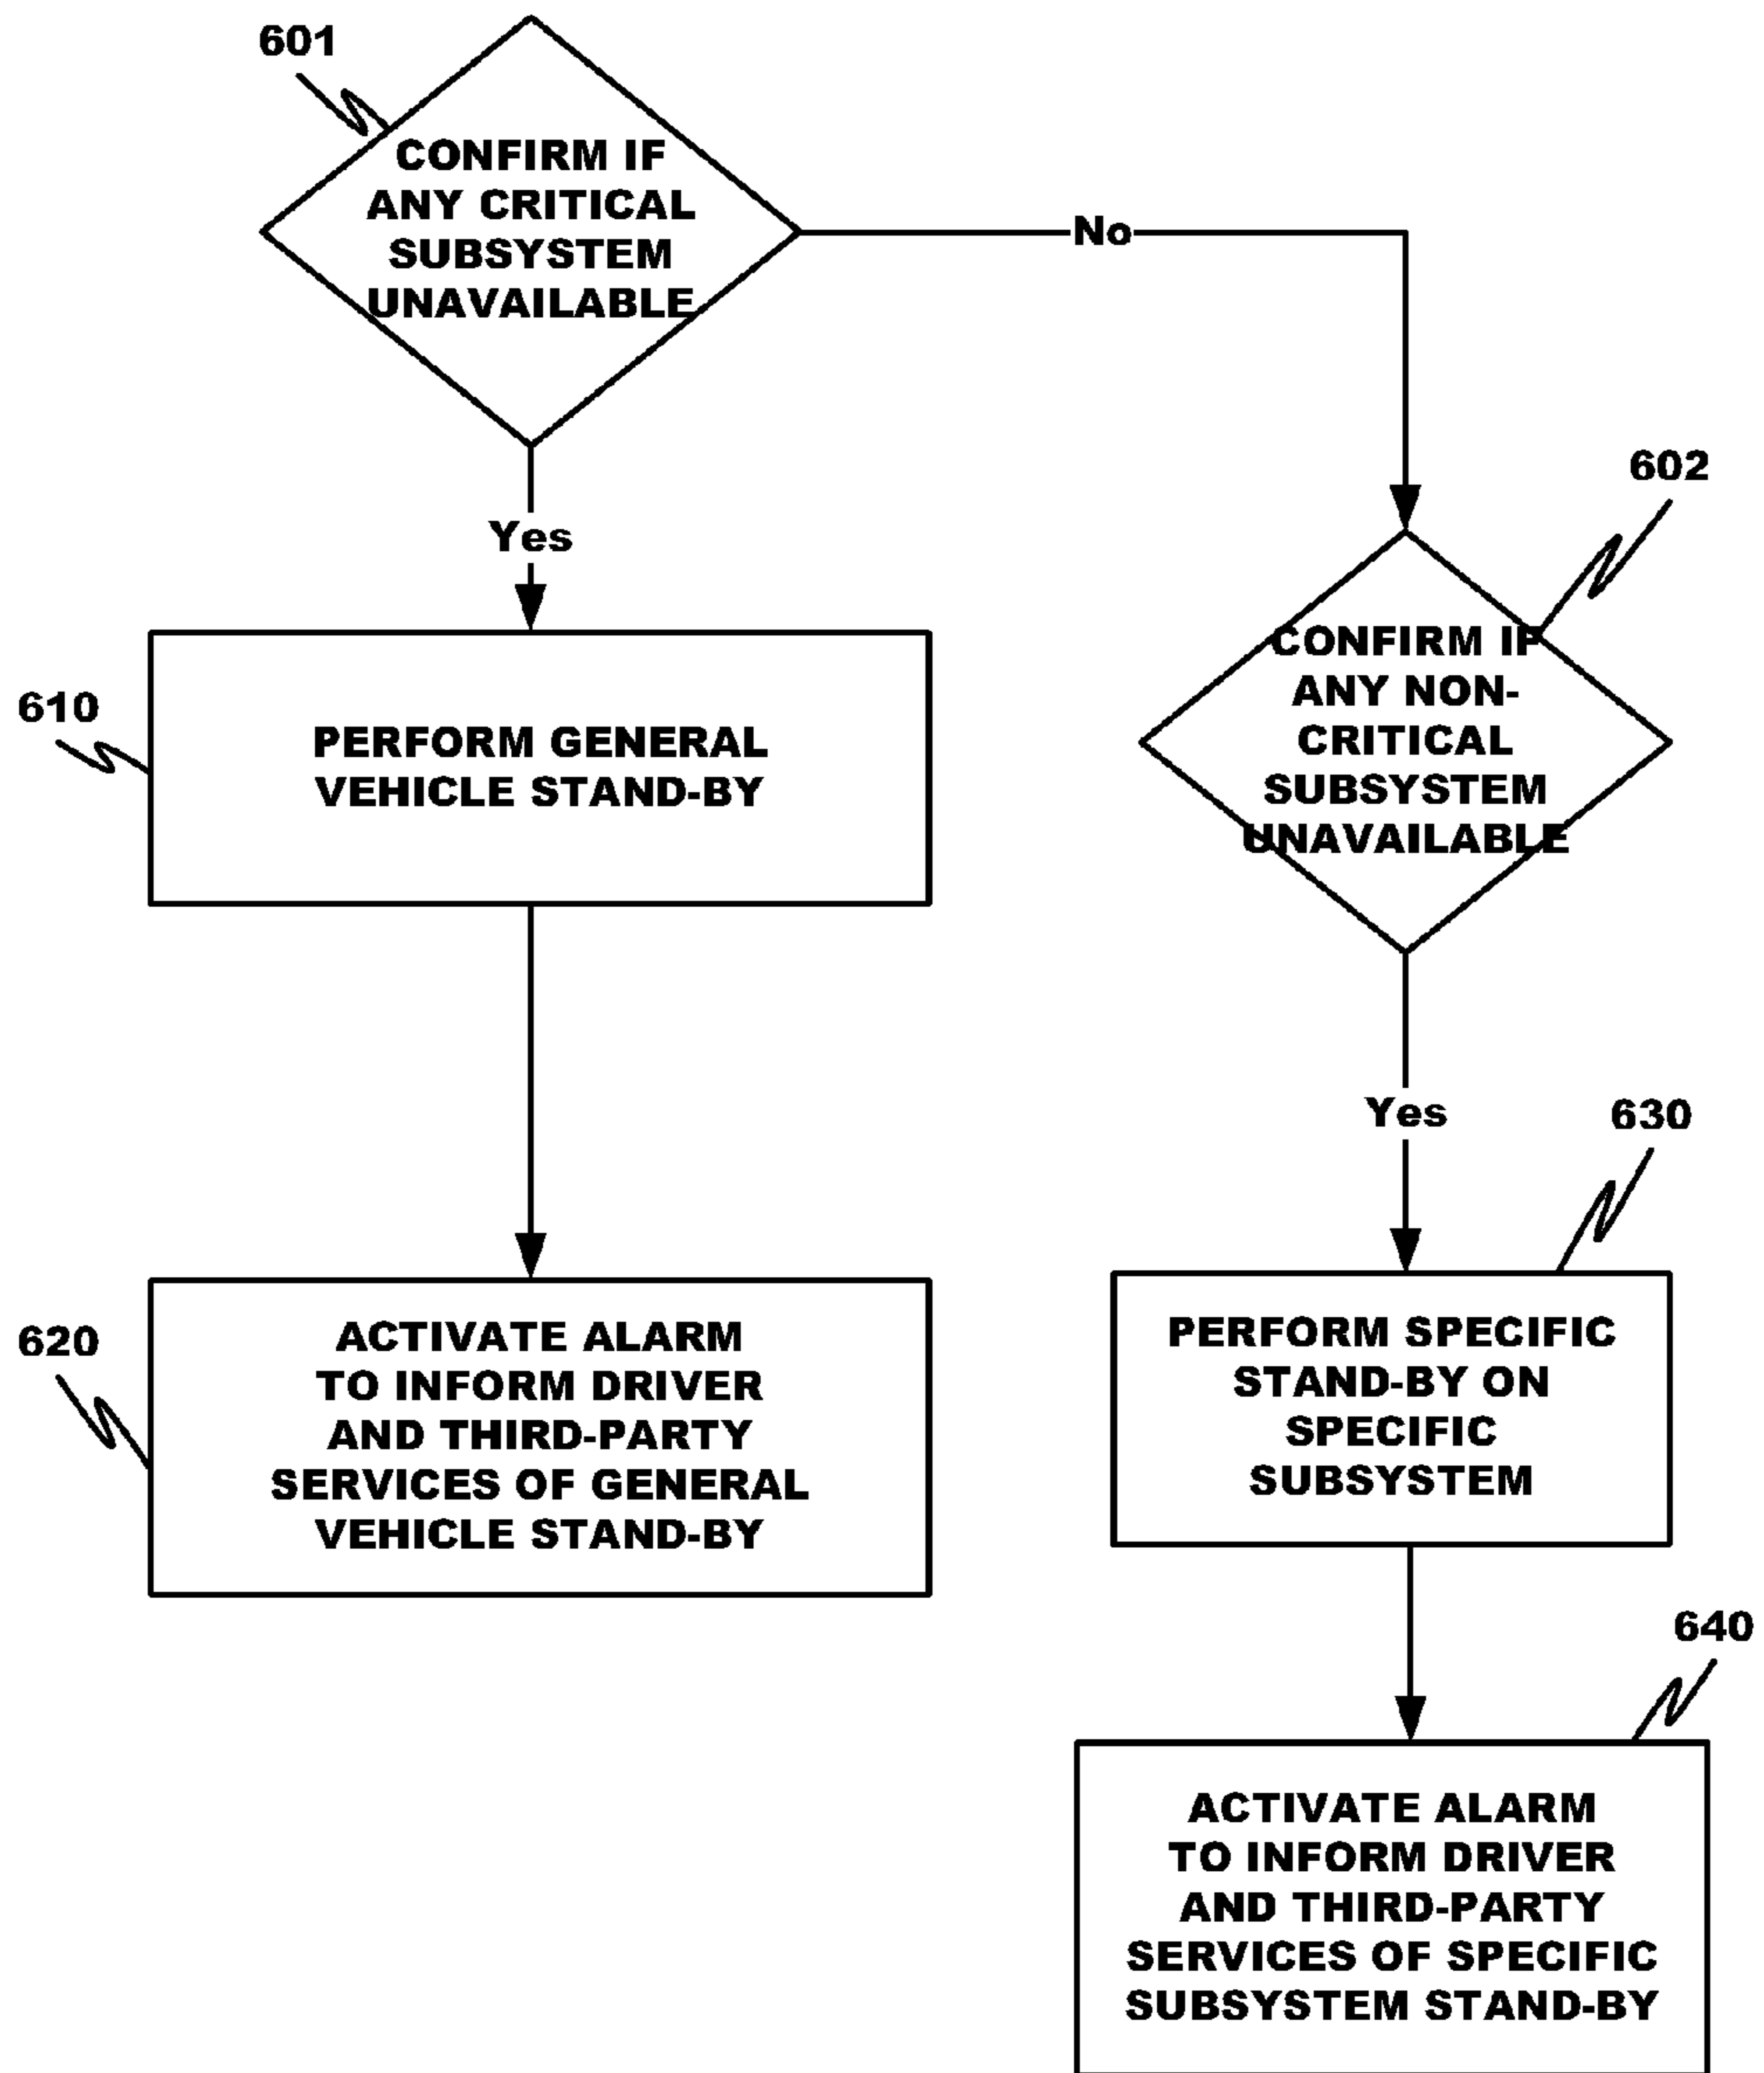 601
CONFIRM IF
ANY CRITICAL
SUBSYSTEM
UNAVAILABLE
No
Yes
602
CONFIRM IF
ANY NON-
CRITICAL
SUBSYSTEM
UNAVAILABLE
610
PERFORM GENERAL
VEHICLE STAND-BY
Yes
630
620
ACTIVATE ALARM
TO INFORM DRIVER
AND THIRD-PARTY
SERVICES OF GENERAL
VEHICLE STAND-BY
PERFORM SPECIFIC
STAND-BY ON
SPECIFIC
SUBSYSTEM
640
ACTIVATE ALARM
TO INFORM DRIVER
AND THIRD-PARTY
SERVICES OF SPECIFIC
SUBSYSTEM STAND-BY